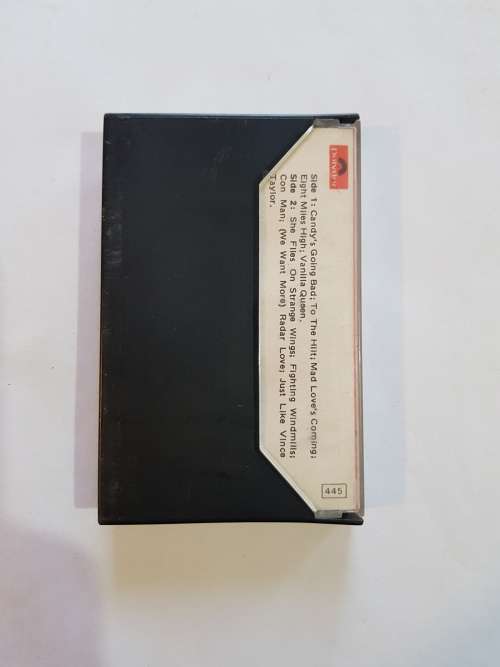 polydor
Side 1: Candy's Going Bad; To The Hilt; Mad Love's Coming;
Eight Miles High; Vanilla Queen.
Side 2: She Flies On Strange Wings; Fighting Windmills;
Con Man; (We Want More) Radar Love; Just Like Vince
Taylor.
445